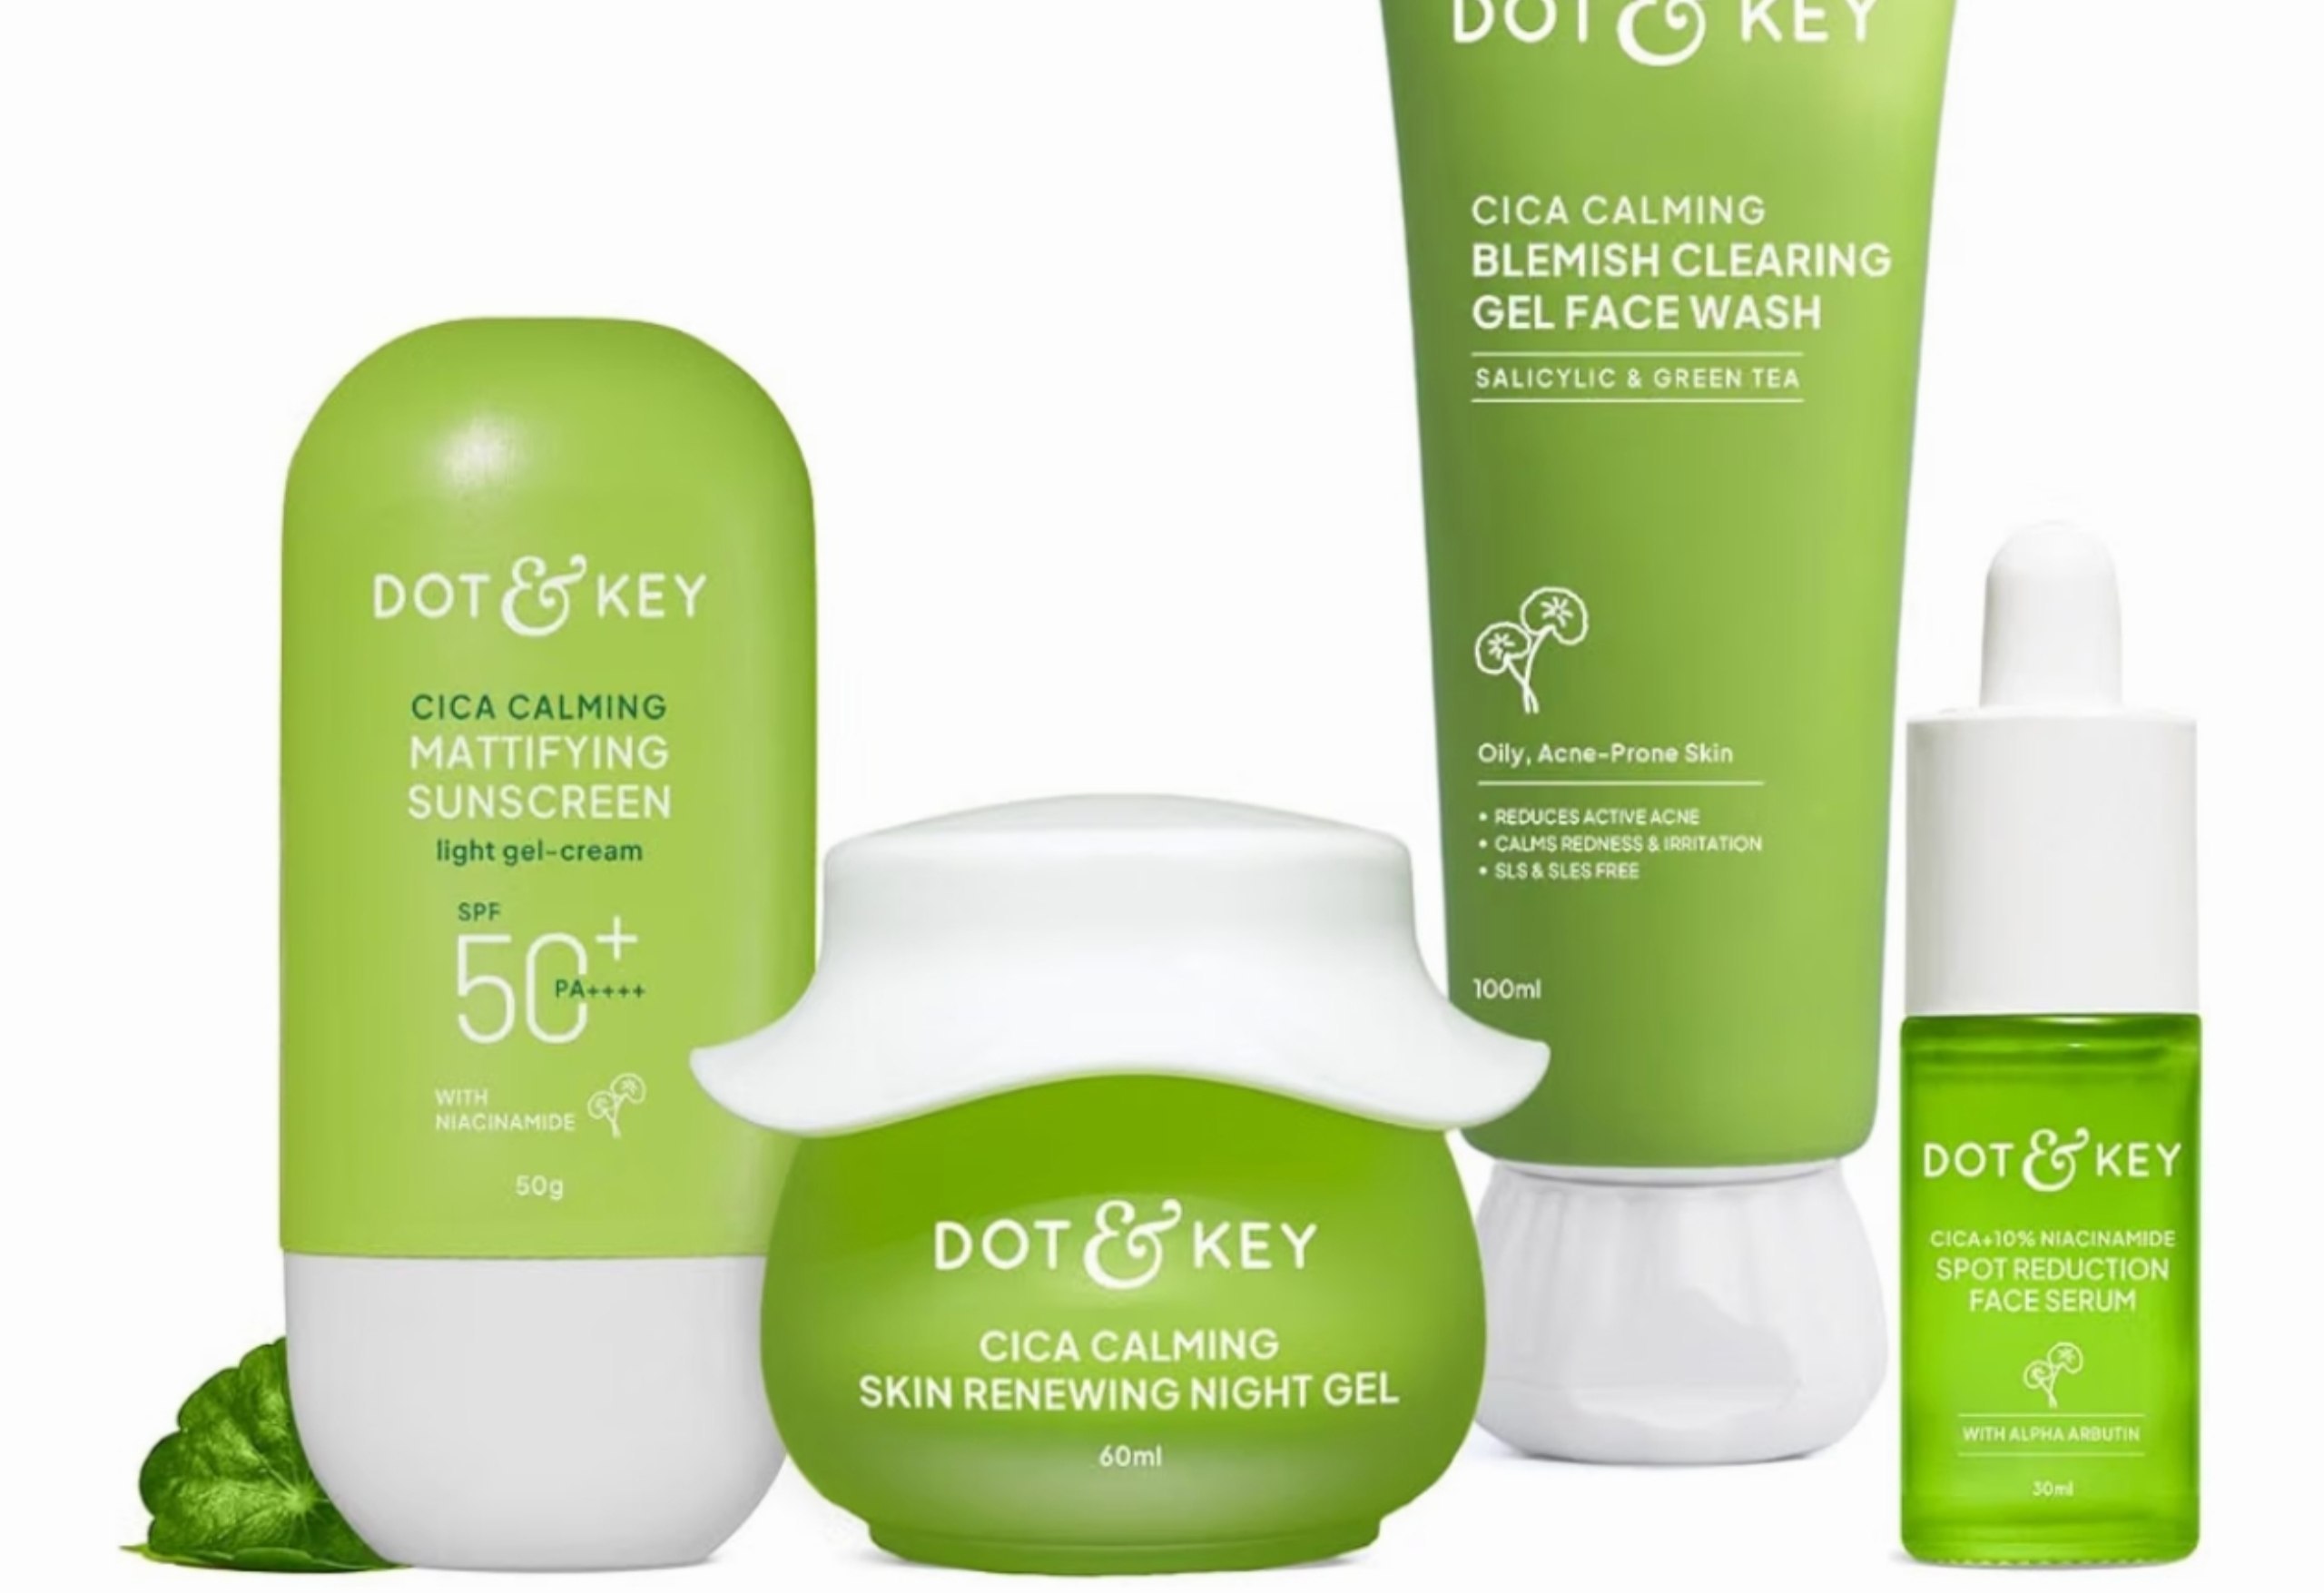 DOT & KEY
CICA CALMING
MATTIFYING
SUNSCREEN
light gel-cream
SPF
50+
PA++++
WITH
NIACINAMIDE
50g
DOT & KEY
CICA CALMING
SKIN RENEWING NIGHT GEL
60ml
DOT & KEY
CICA CALMING
BLEMISH CLEARING
GEL FACE WASH
SALICYLIC & GREEN TEA
Oily, Acne-Prone Skin
• REDUCES ACTIVE ACNE
• CALMS REDNESS & IRRITATION
• SLS & SLES FREE
100ml
DOT & KEY
CICA+10% NIACINAMIDE
SPOT REDUCTION
FACE SERUM
WITH ALPHA ARBUTIN
30ml